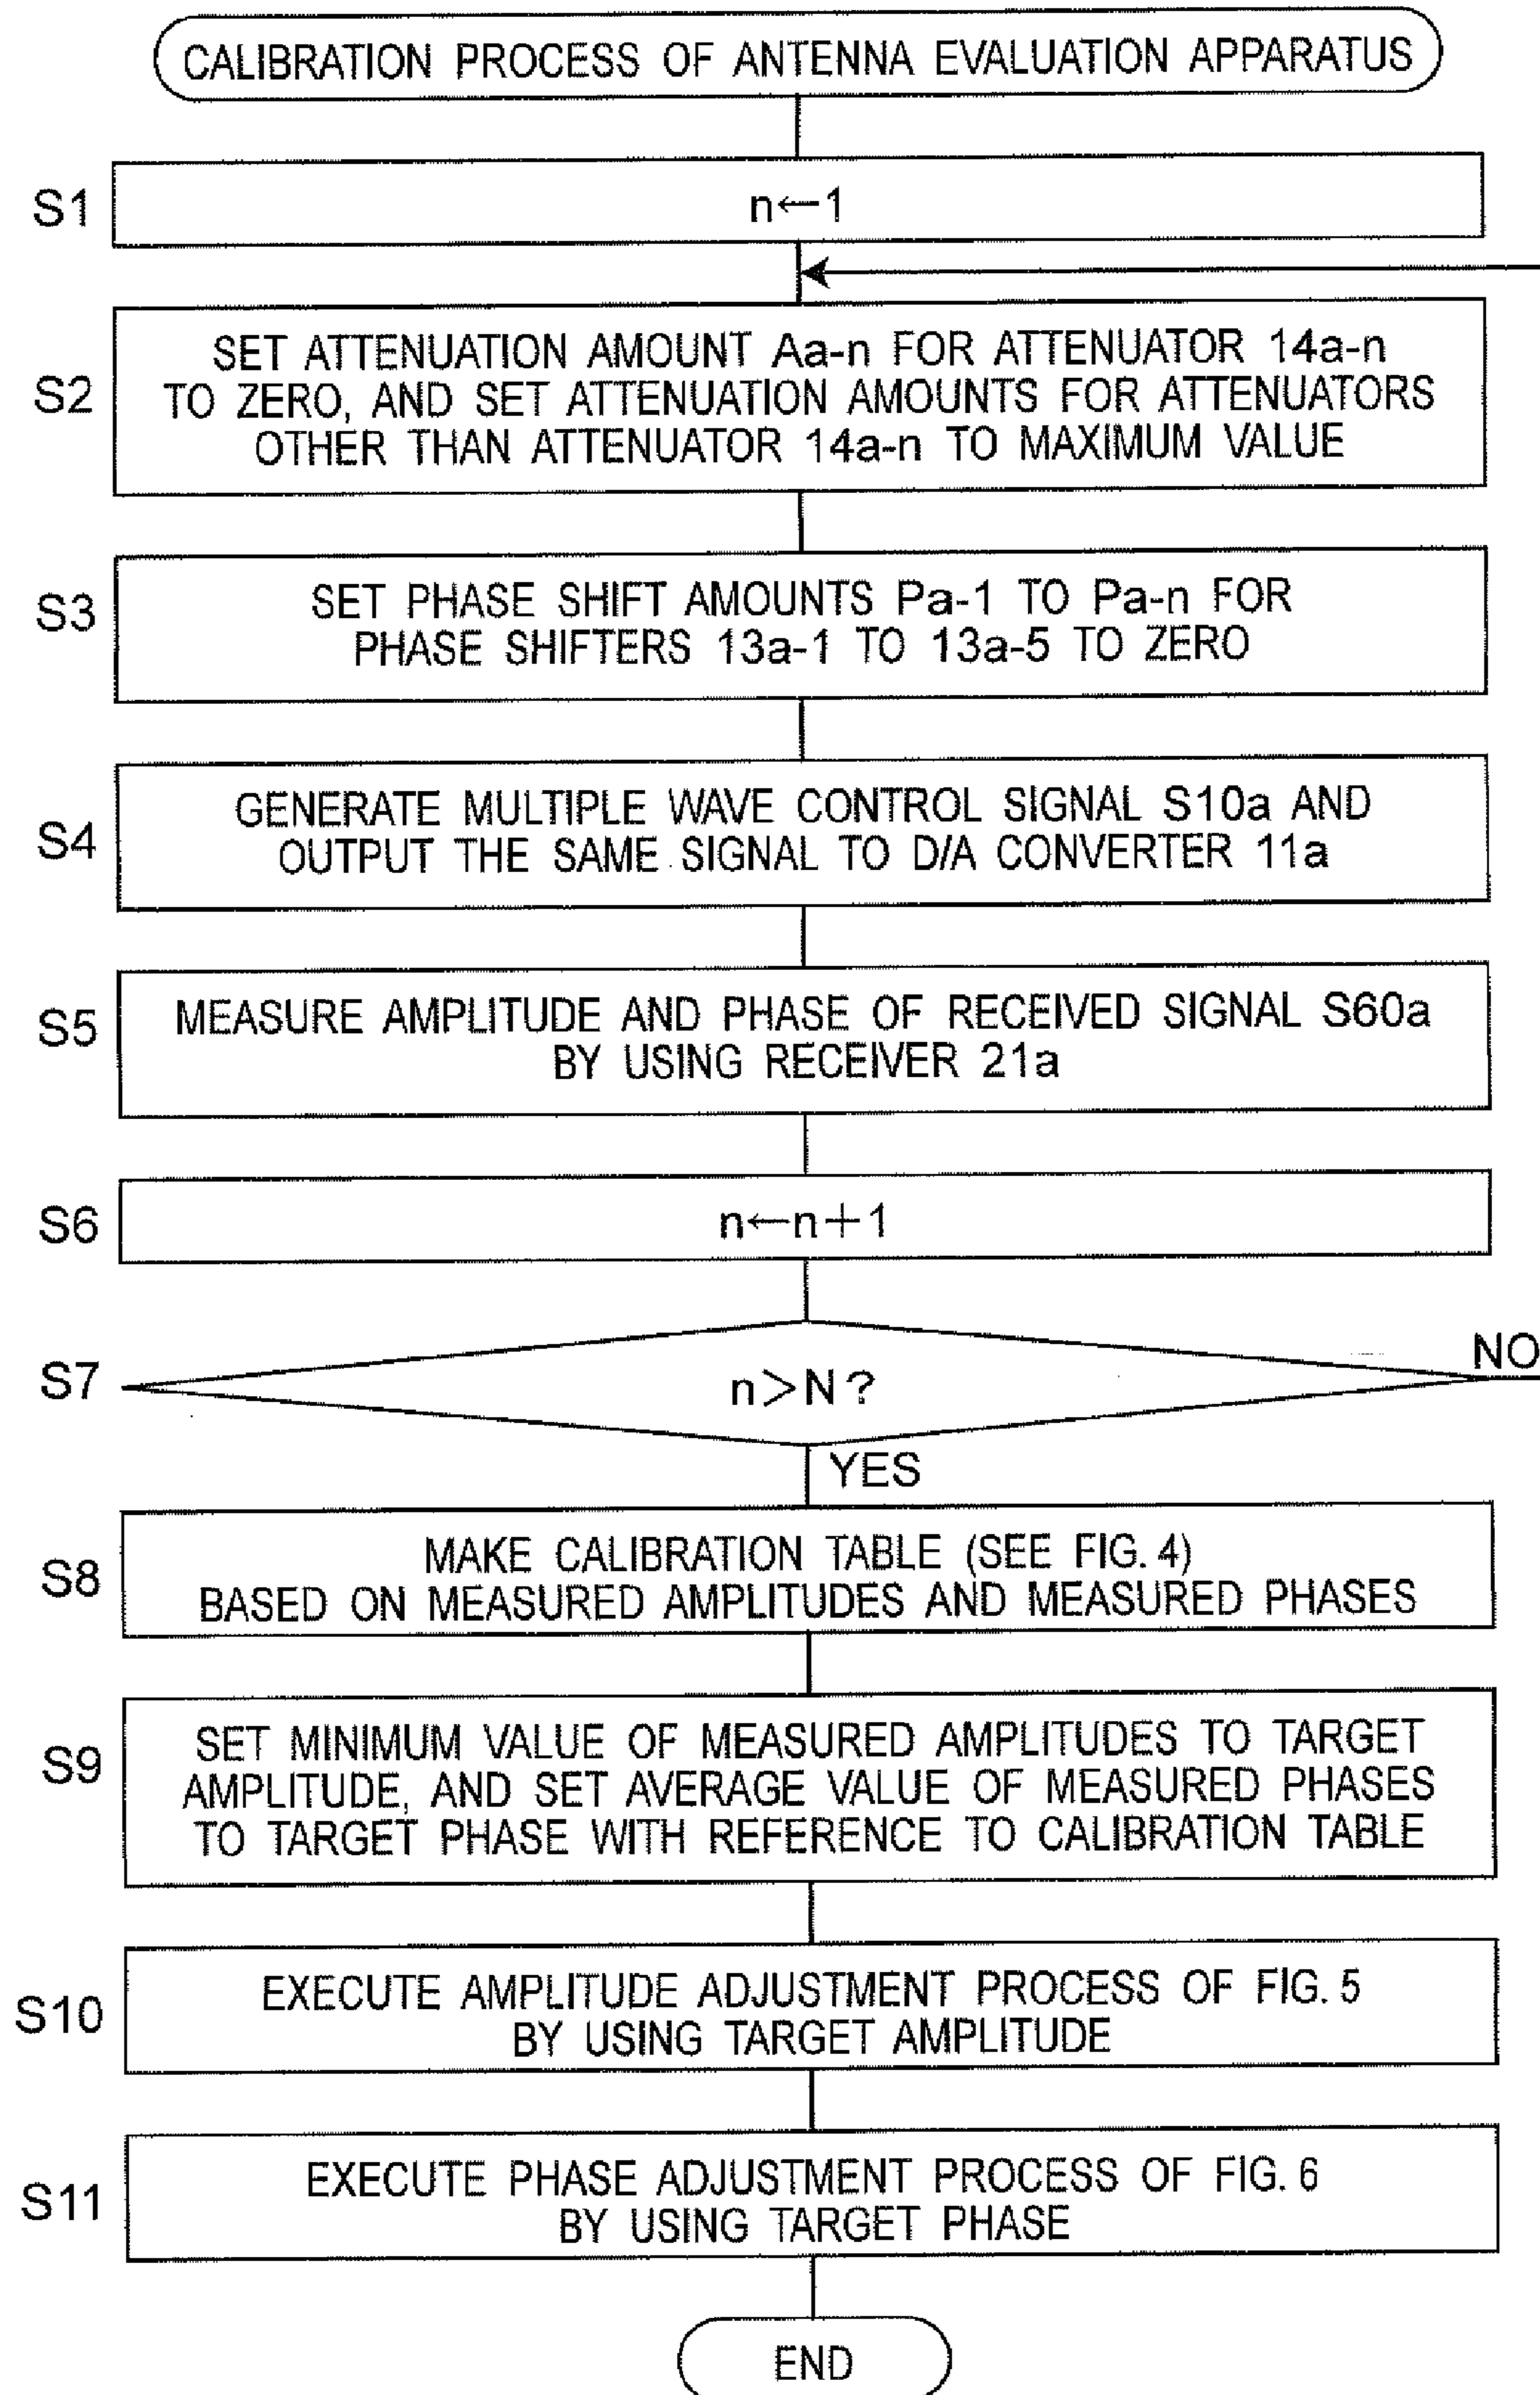 CALIBRATION PROCESS OF ANTENNA EVALUATION APPARATUS
S1
n←1
S2
SET ATTENUATION AMOUNT Aa-n FOR ATTENUATOR 14a-n
TO ZERO, AND SET ATTENUATION AMOUNTS FOR ATTENUATORS
OTHER THAN ATTENUATOR 14a-n TO MAXIMUM VALUE
S3
SET PHASE SHIFT AMOUNTS Pa-1 TO Pa-n FOR
PHASE SHIFTERS 13a-1 TO 13a-5 TO ZERO
S4
GENERATE MULTIPLE WAVE CONTROL SIGNAL S10a AND
OUTPUT THE SAME SIGNAL TO D/A CONVERTER 11a
S5
MEASURE AMPLITUDE AND PHASE OF RECEIVED SIGNAL S60a
BY USING RECEIVER 21a
S6
n←n+1
S7
n>N?
NO
YES
S8
MAKE CALIBRATION TABLE (SEE FIG. 4)
BASED ON MEASURED AMPLITUDES AND MEASURED PHASES
S9
SET MINIMUM VALUE OF MEASURED AMPLITUDES TO TARGET
AMPLITUDE, AND SET AVERAGE VALUE OF MEASURED PHASES
TO TARGET PHASE WITH REFERENCE TO CALIBRATION TABLE
S10
EXECUTE AMPLITUDE ADJUSTMENT PROCESS OF FIG. 5
BY USING TARGET AMPLITUDE
S11
EXECUTE PHASE ADJUSTMENT PROCESS OF FIG. 6
BY USING TARGET PHASE
END